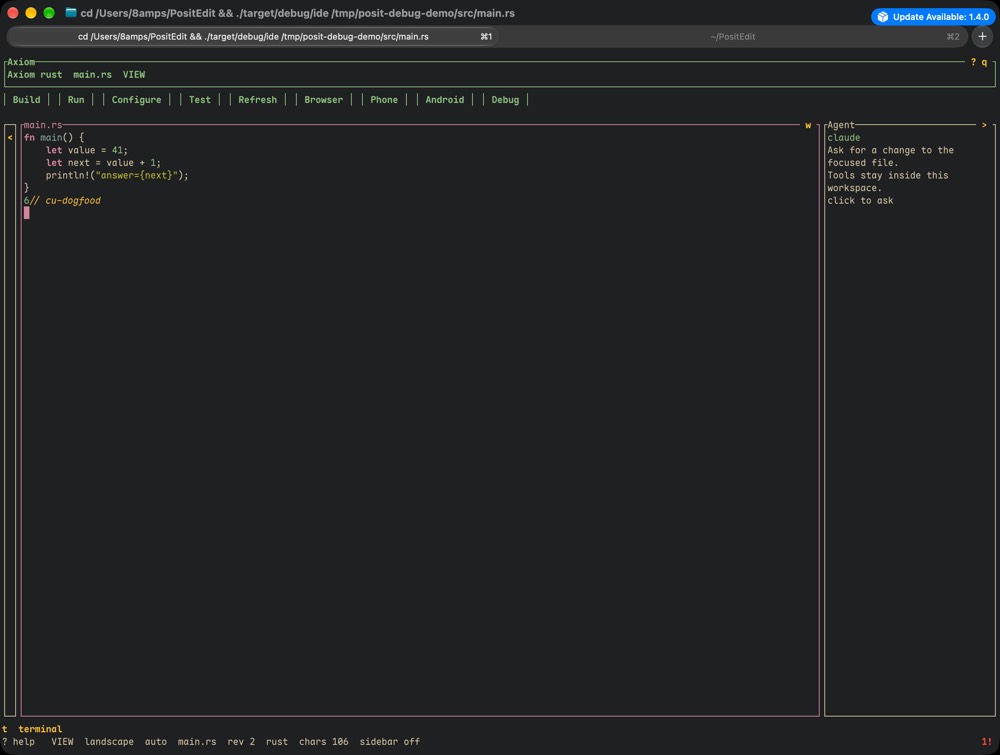 cd /Users/8amps/PositEdit && ./target/debug/ide /tmp/posit-debug-demo/src/main.rs
Update Available: 1.4.0
cd /Users/8amps/PositEdit && ./target/debug/ide /tmp/posit-debug-demo/src/main.rs ⌘1
~/PositEdit ⌘2 +
Axiom ? q
Axiom rust main.rs VIEW
| Build | | Run | | Configure | | Test | | Refresh | | Browser | | Phone | | Android | | Debug |
main.rs w
<
fn main() {
    let value = 41;
    let next = value + 1;
    println!("answer={next}");
}
6// cu-dogfood
Agent >
claude
Ask for a change to the
focused file.
Tools stay inside this
workspace.
click to ask
t terminal
? help VIEW landscape auto main.rs rev 2 rust chars 106 sidebar off 1!